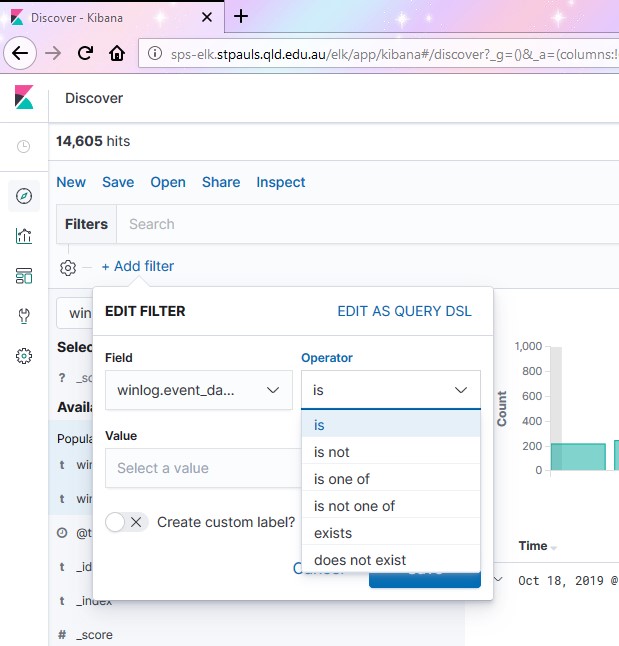 Discover - Kibana
sps-elk.stpauls.qld.edu.au/elk/app/kibana#/discover?_g=()&_a=(columns:!
Discover
14,605 hits
New Save Open Share Inspect
Filters Search
+ Add filter
EDIT FILTER EDIT AS QUERY DSL
win
Field Operator
winlog.event_da... is
Selec
? _so
Availa
Popula
t win
t win
@t
t _id
t _index
# _score
Value
Select a value
is
is not
is one of
is not one of
exists
does not exist
Create custom label?
Cancel Save
1,000
800
600
400
200
0
Count
Time
Oct 18, 2019 @